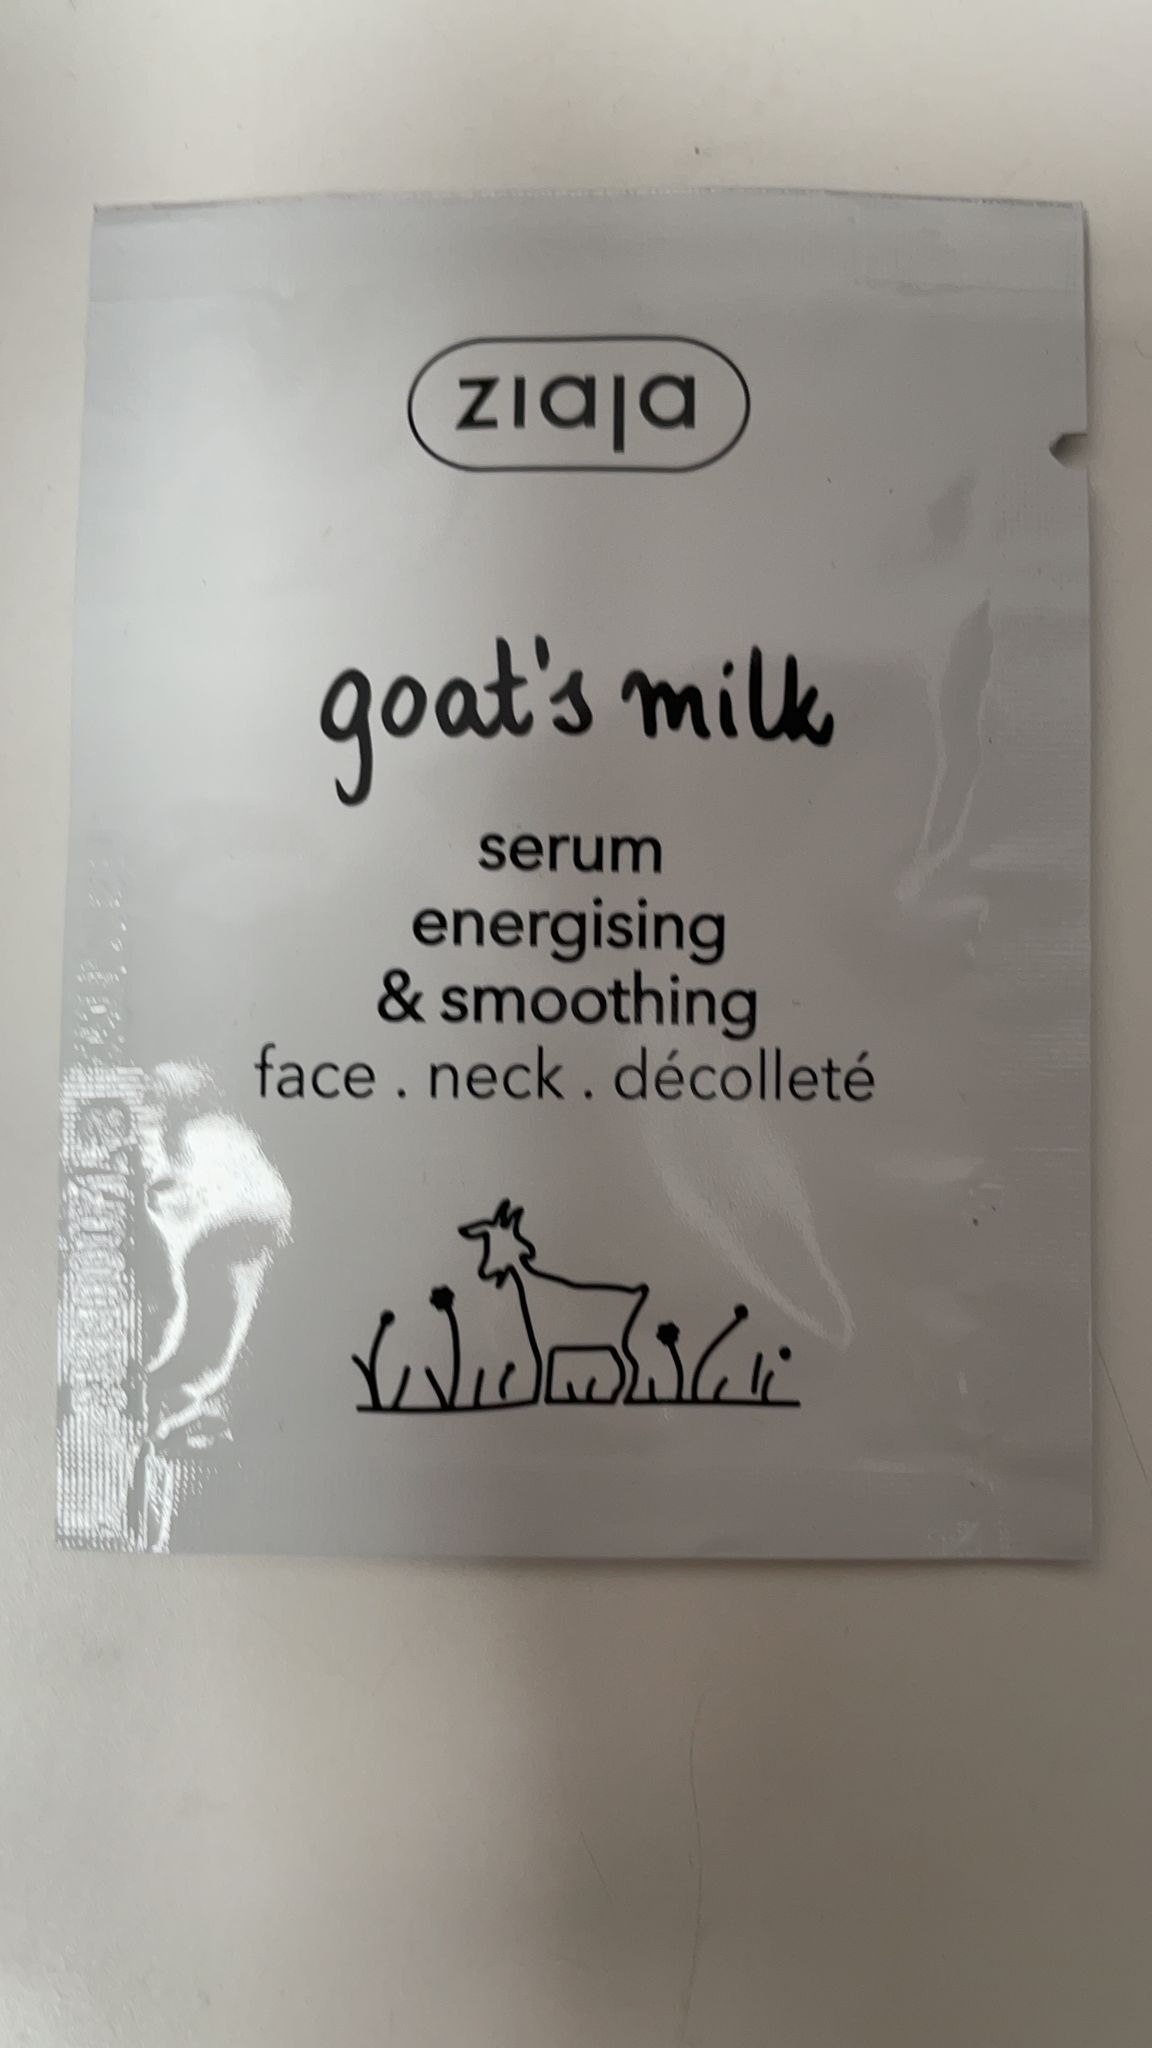 ziaja
goat's milk
serum
energising
& smoothing
face . neck . décolleté